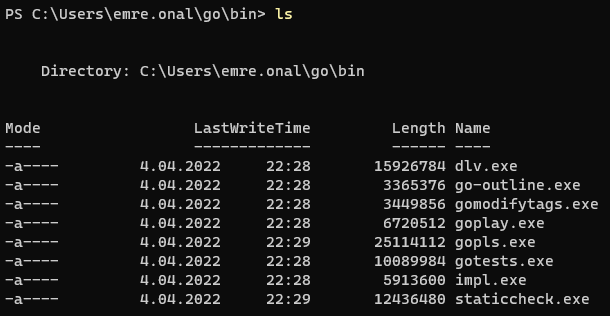 PS C:\Users\emre.onal\go\bin> ls
Directory: C:\Users\emre.onal\go\bin
Mode LastWriteTime Length Name
---- ------------- ------ ----
-a---- 4.04.2022 22:28 15926784 dlv.exe
-a---- 4.04.2022 22:28 3365376 go-outline.exe
-a---- 4.04.2022 22:28 3449856 gomodifytags.exe
-a---- 4.04.2022 22:28 6720512 goplay.exe
-a---- 4.04.2022 22:29 25114112 gopls.exe
-a---- 4.04.2022 22:28 10089984 gotests.exe
-a---- 4.04.2022 22:28 5913600 impl.exe
-a---- 4.04.2022 22:29 12436480 staticcheck.exe